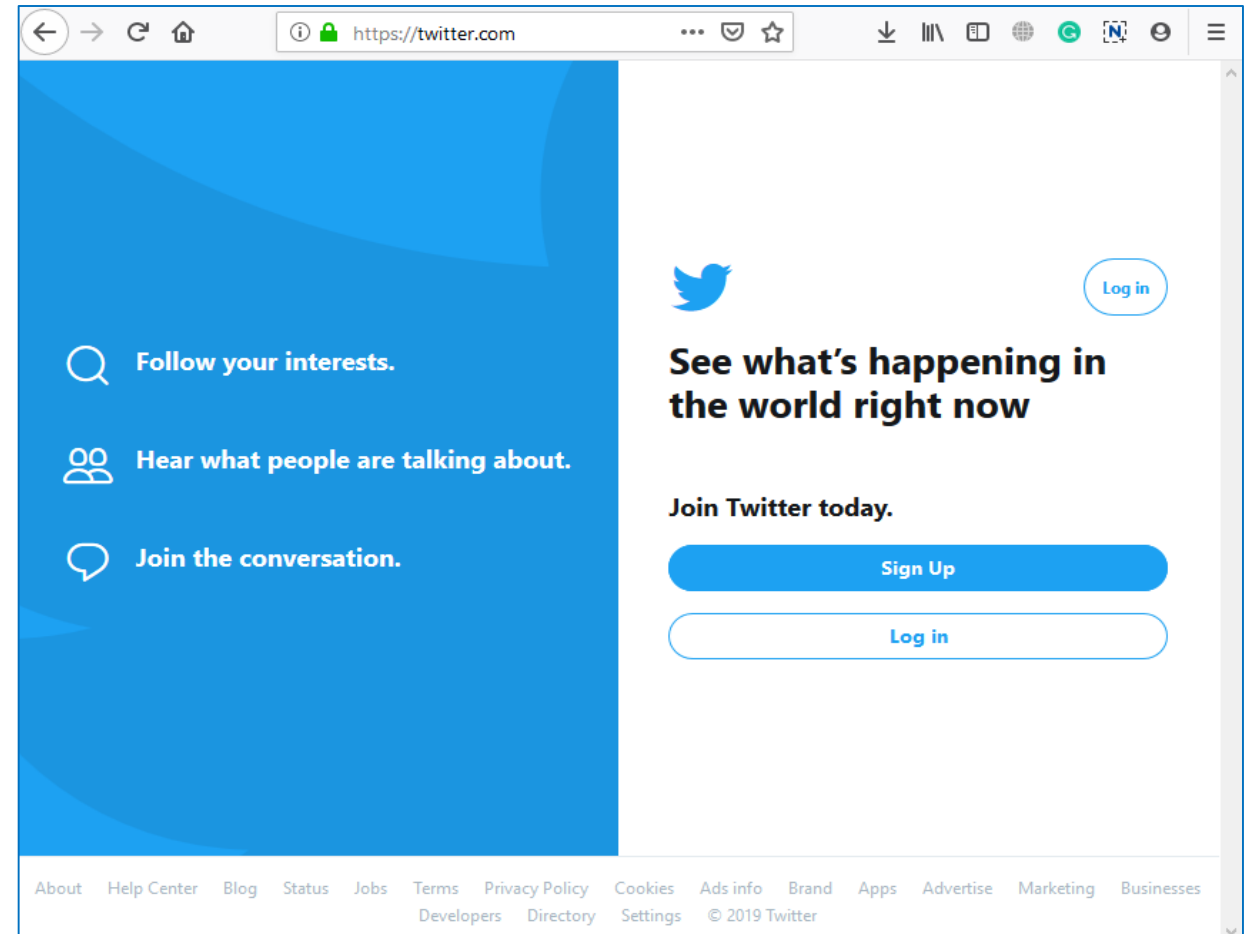 https://twitter.com
Follow your interests.
Hear what people are talking about.
Join the conversation.
Log in
See what's happening in
the world right now
Join Twitter today.
Sign Up
Log in
About Help Center Blog Status Jobs Terms Privacy Policy Cookies Ads info Brand Apps Advertise Marketing Businesses
Developers Directory Settings © 2019 Twitter